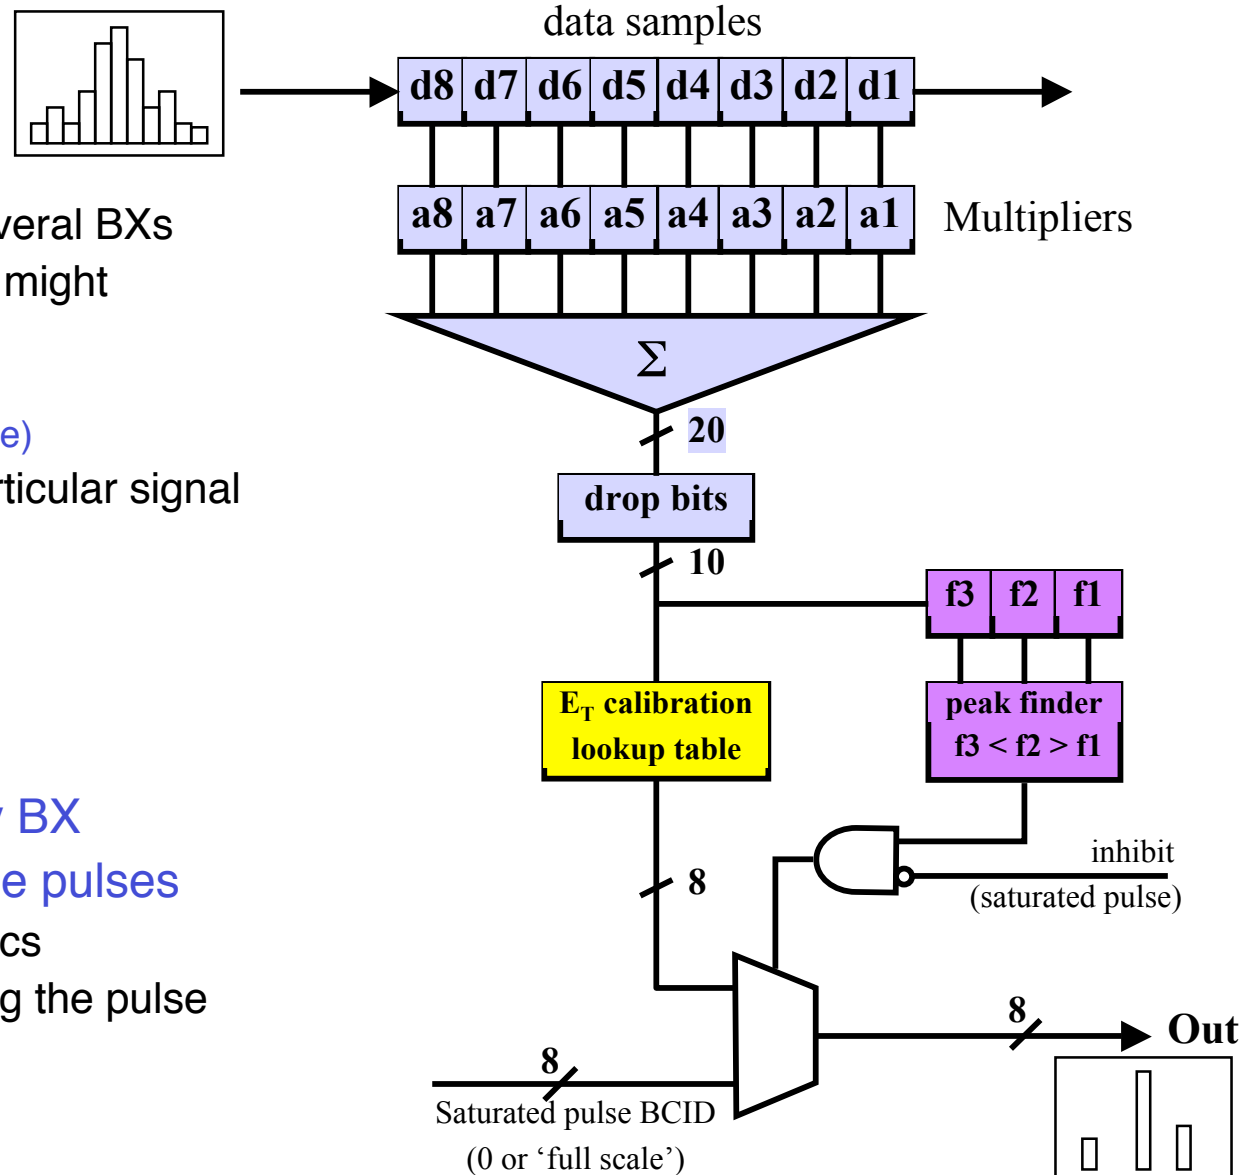 data samples
d8 d7 d6 d5 d4 d3 d2 d1
a8 a7 a6 a5 a4 a3 a2 a1
Multipliers
Σ
20
drop bits
10
f3 f2 f1
E_T calibration
lookup table
peak finder
f3 < f2 > f1
inhibit
(saturated pulse)
8
8
Out
8
Saturated pulse BCID
(0 or ‘full scale’)
veral BXs
might
e)
rticular signal
BX
e pulses
cs
g the pulse